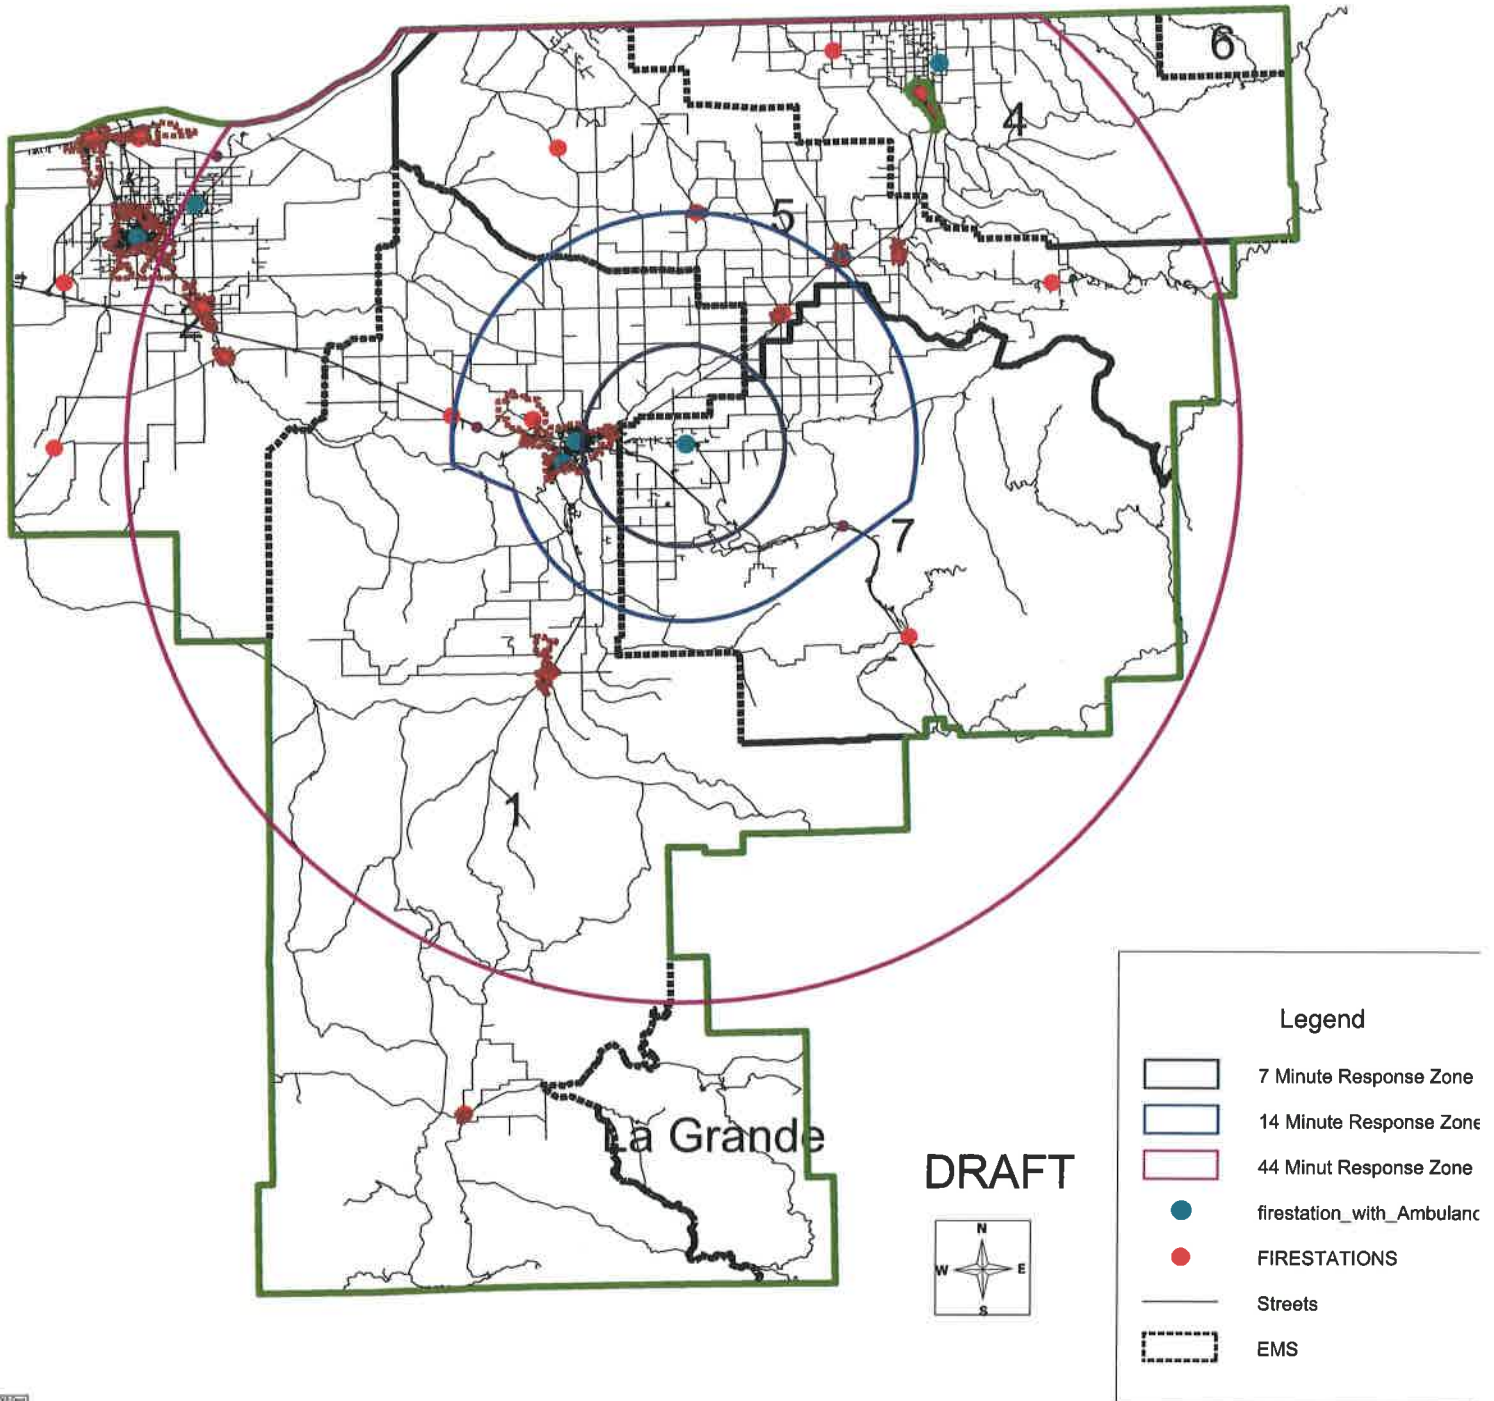 6
4
5
2
7
1
La Grande
DRAFT
N
W E
S
Legend
7 Minute Response Zone
14 Minute Response Zone
44 Minut Response Zone
firestation_with_Ambulanc
FIRESTATIONS
Streets
EMS